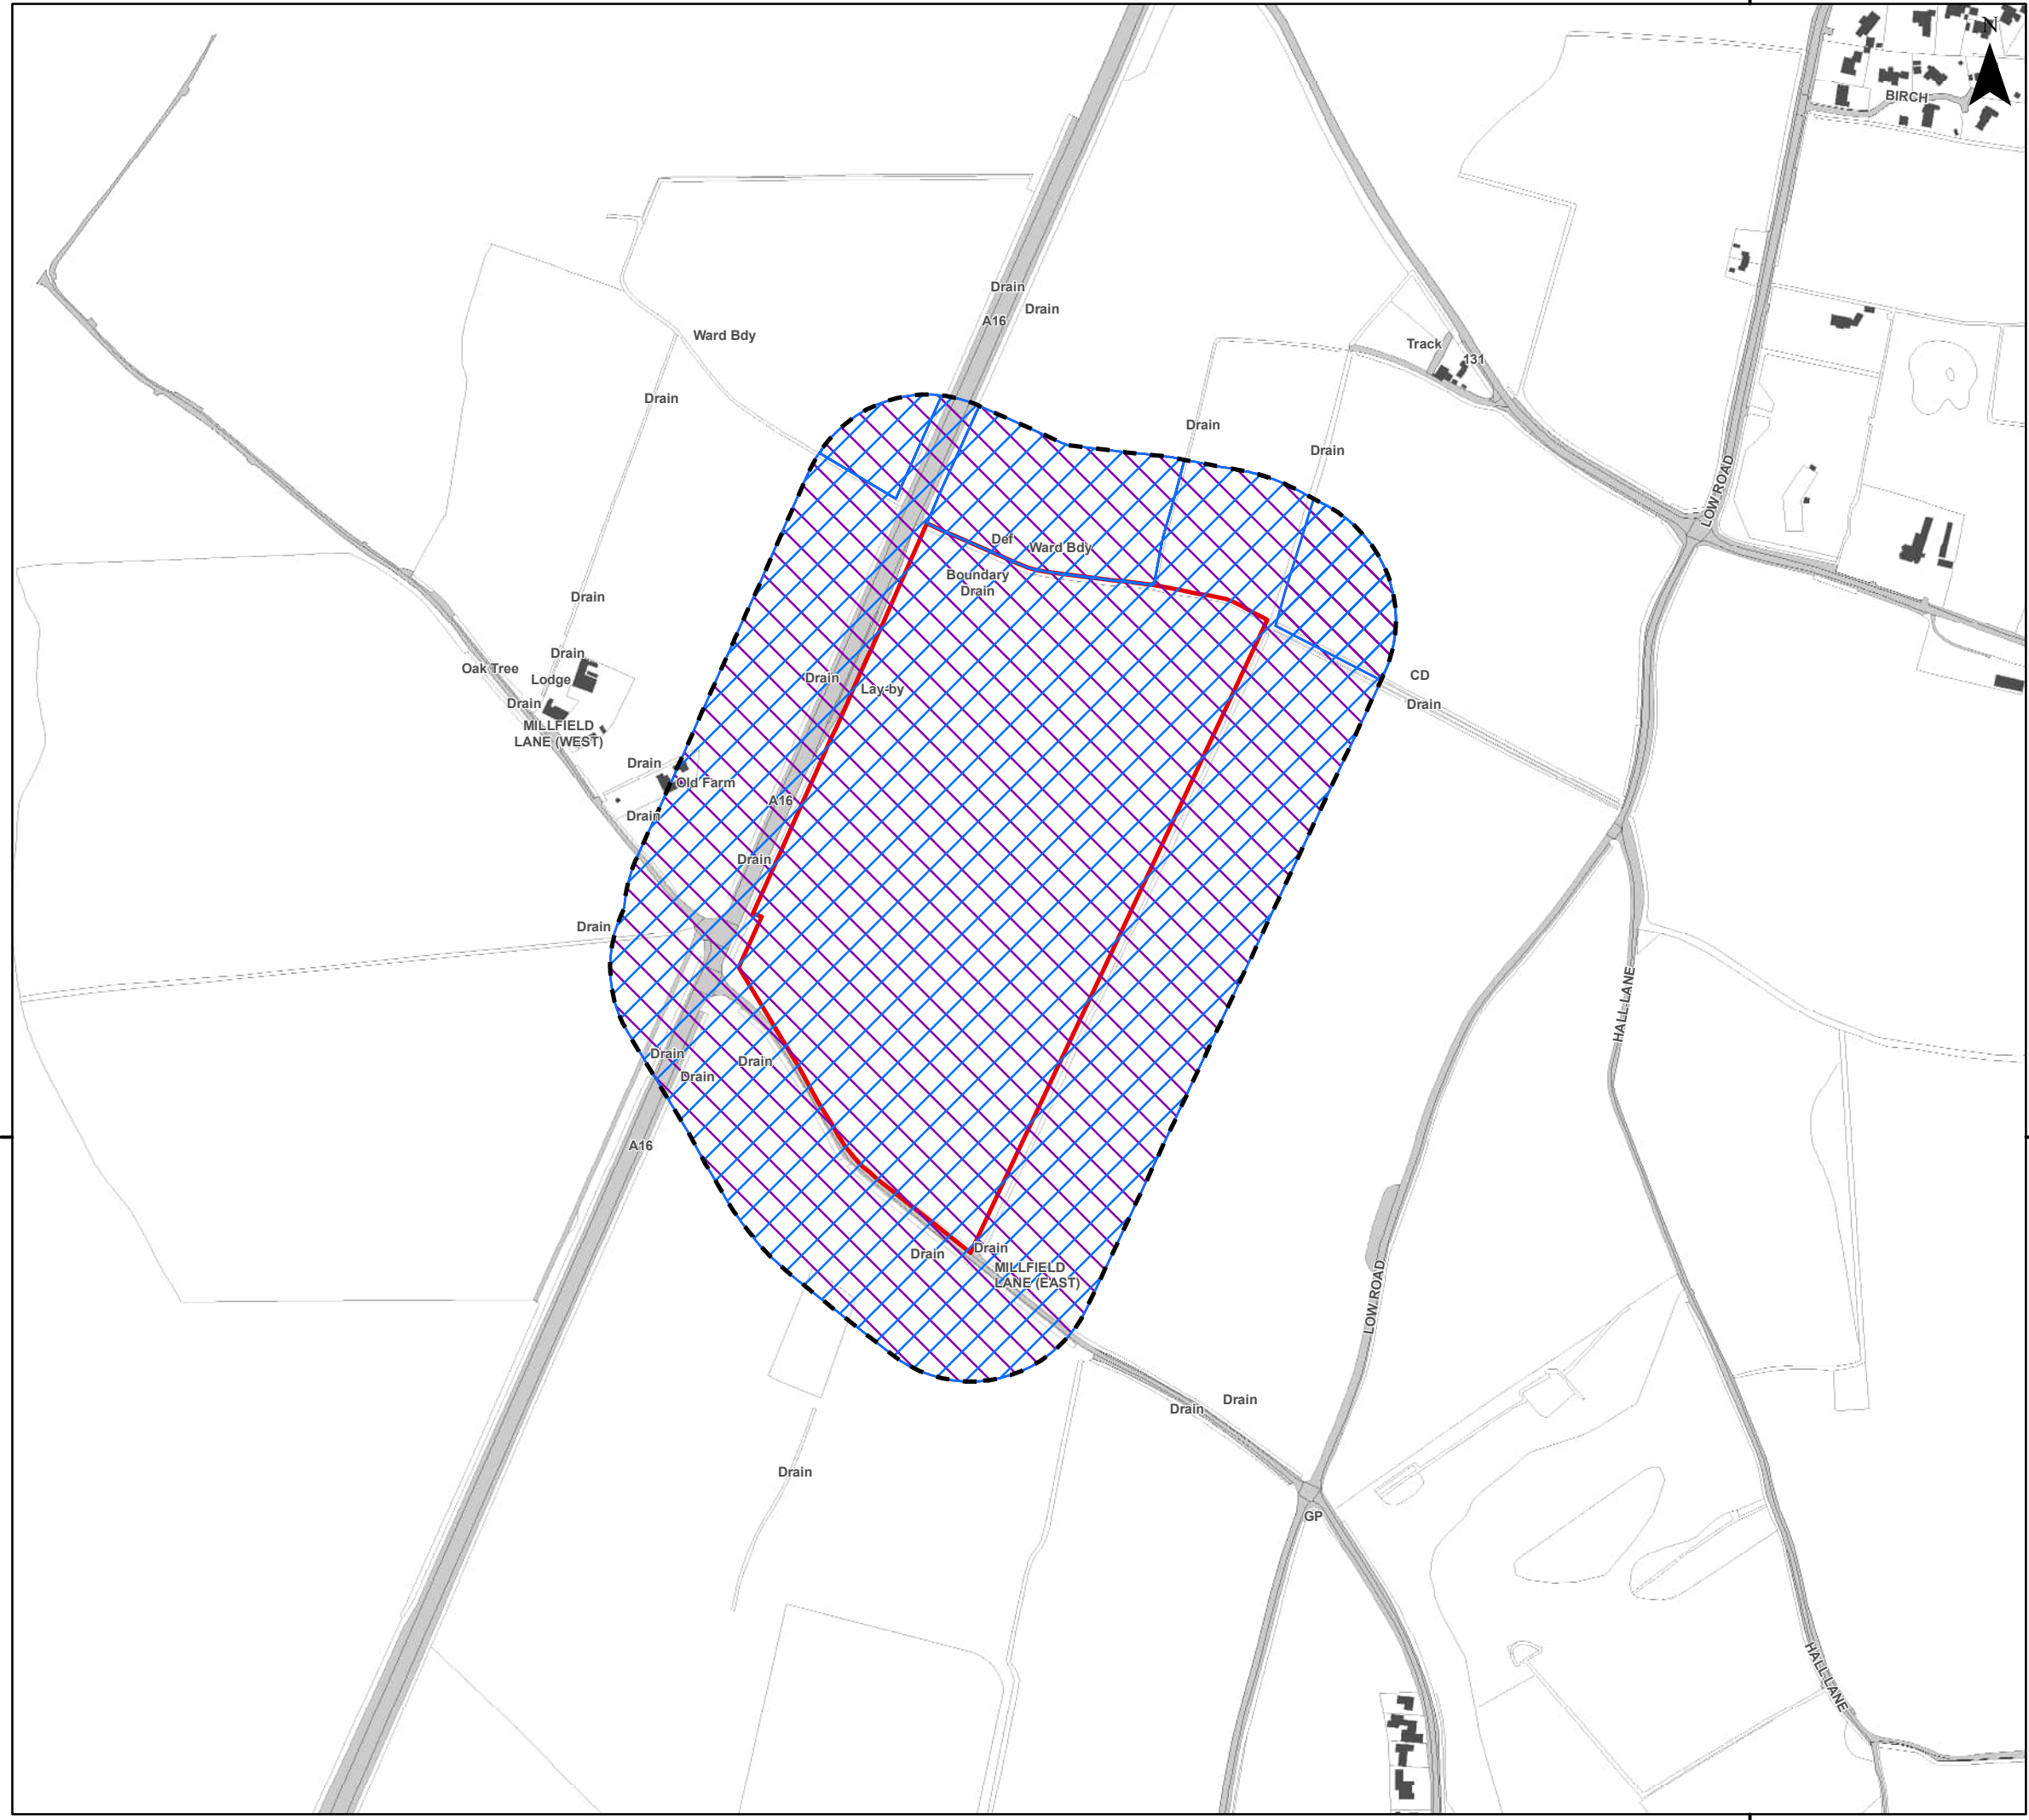 N
BIRCH
Drain
Drain
A16
Ward Bdy
Track
131
Drain
Drain
Drain
LOW ROAD
Def
Ward Bdy
Boundary
Drain
Drain
Drain
Oak Tree
Lodge
Drain
Drain
Lay-by
CD
Drain
MILLFIELD
LANE (WEST)
Drain
Old Farm
A16
Drain
Drain
Drain
HALL LANE
Drain
Drain
Drain
A16
Drain
Drain
MILLFIELD
LANE (EAST)
LOW ROAD
Drain
Drain
Drain
GP
HALL LANE